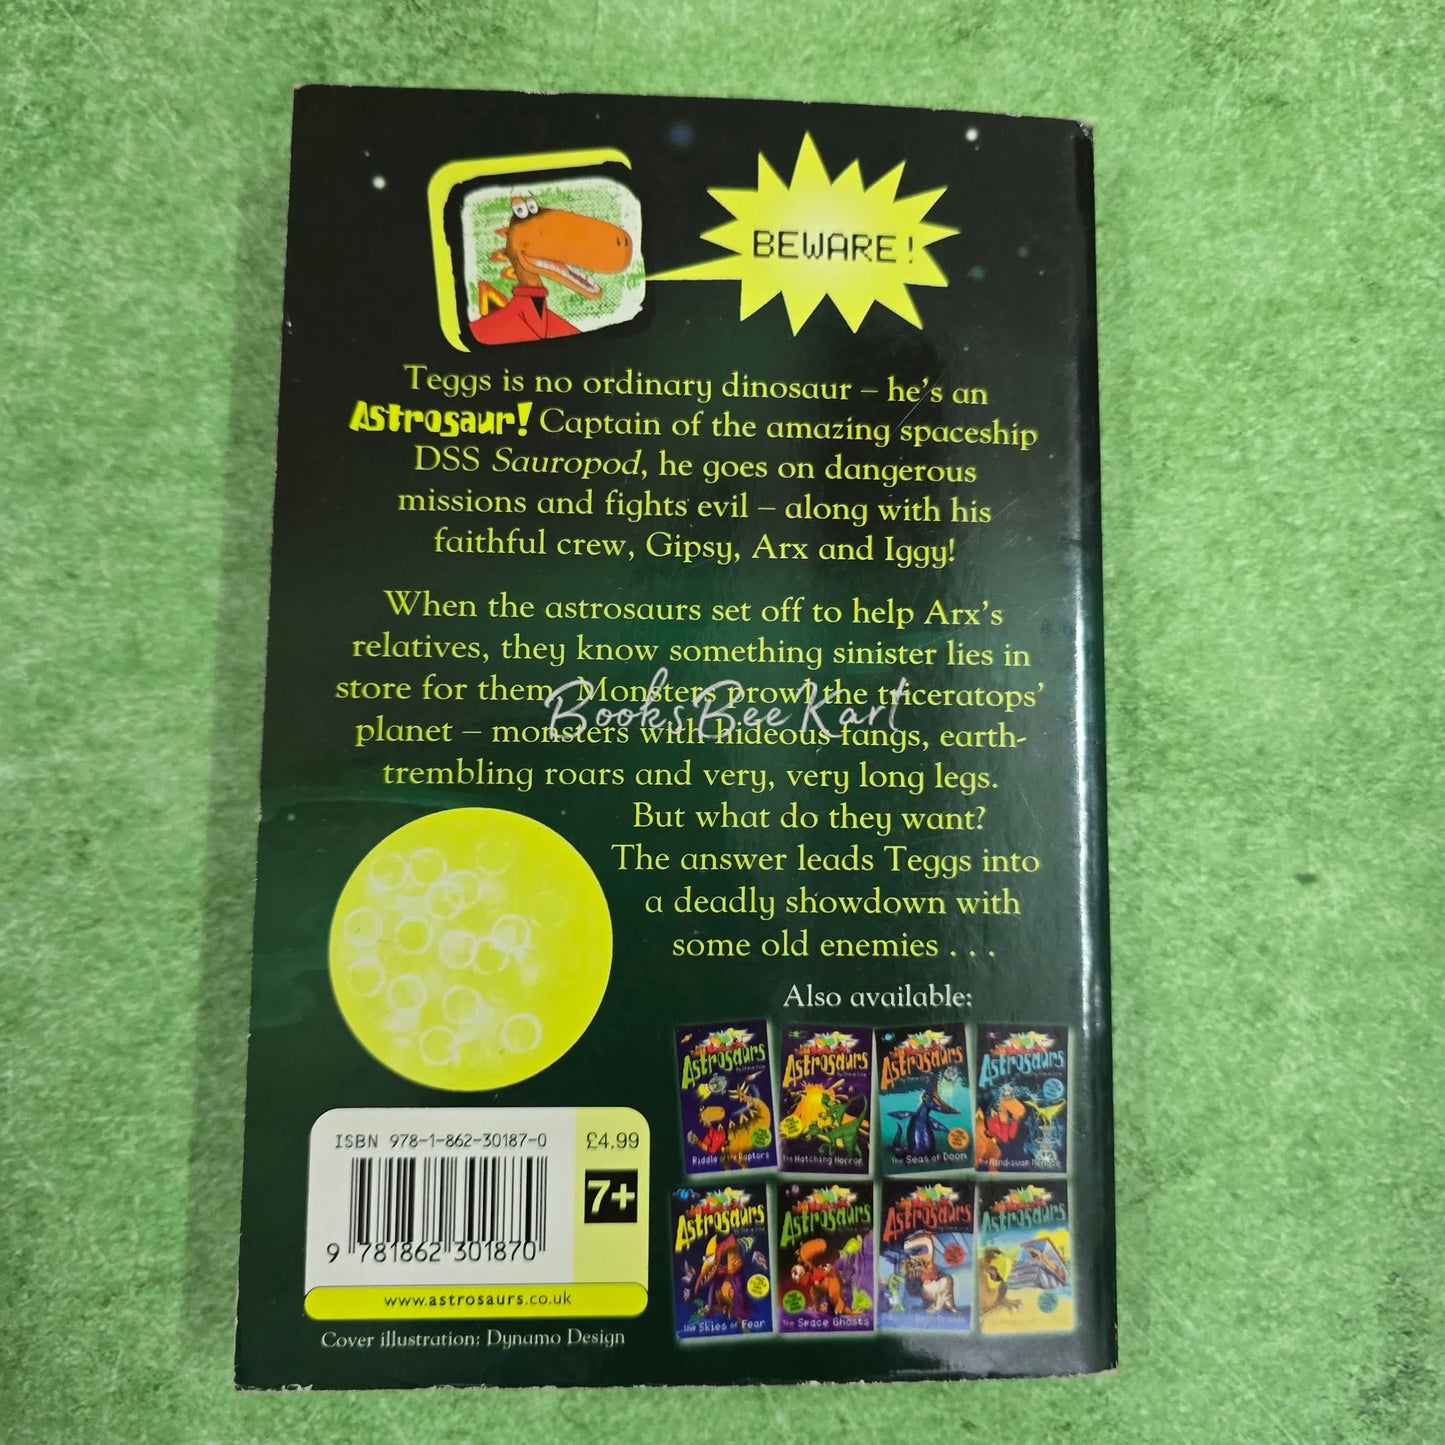 BEWARE!
Teggs is no ordinary dinosaur – he's an
Astrosaur! Captain of the amazing spaceship
DSS Sauropod, he goes on dangerous
missions and fights evil – along with his
faithful crew, Gipsy, Arx and Iggy!
When the astrosaurs set off to help Arx's
relatives, they know something sinister lies in
store for them. Monsters prowl the triceratops'
planet – monsters with hideous fangs, earth-
trembling roars and very, very long legs.
But what do they want?
The answer leads Teggs into
a deadly showdown with
some old enemies . . .
BooksBeeKart
Also available:
Astrosaurs
Riddle of the Raptors
Astrosaurs
The Hatching Horror
Astrosaurs
The Seas of Doom
Astrosaurs
The Mind-swap Menace
Astrosaurs
The Skies of Fear
Astrosaurs
The Space Ghosts
Astrosaurs
Astrosaurs
ISBN 978-1-862-30187-0
£4.99
7+
9 781862 301870
www.astrosaurs.co.uk
Cover illustration: Dynamo Design